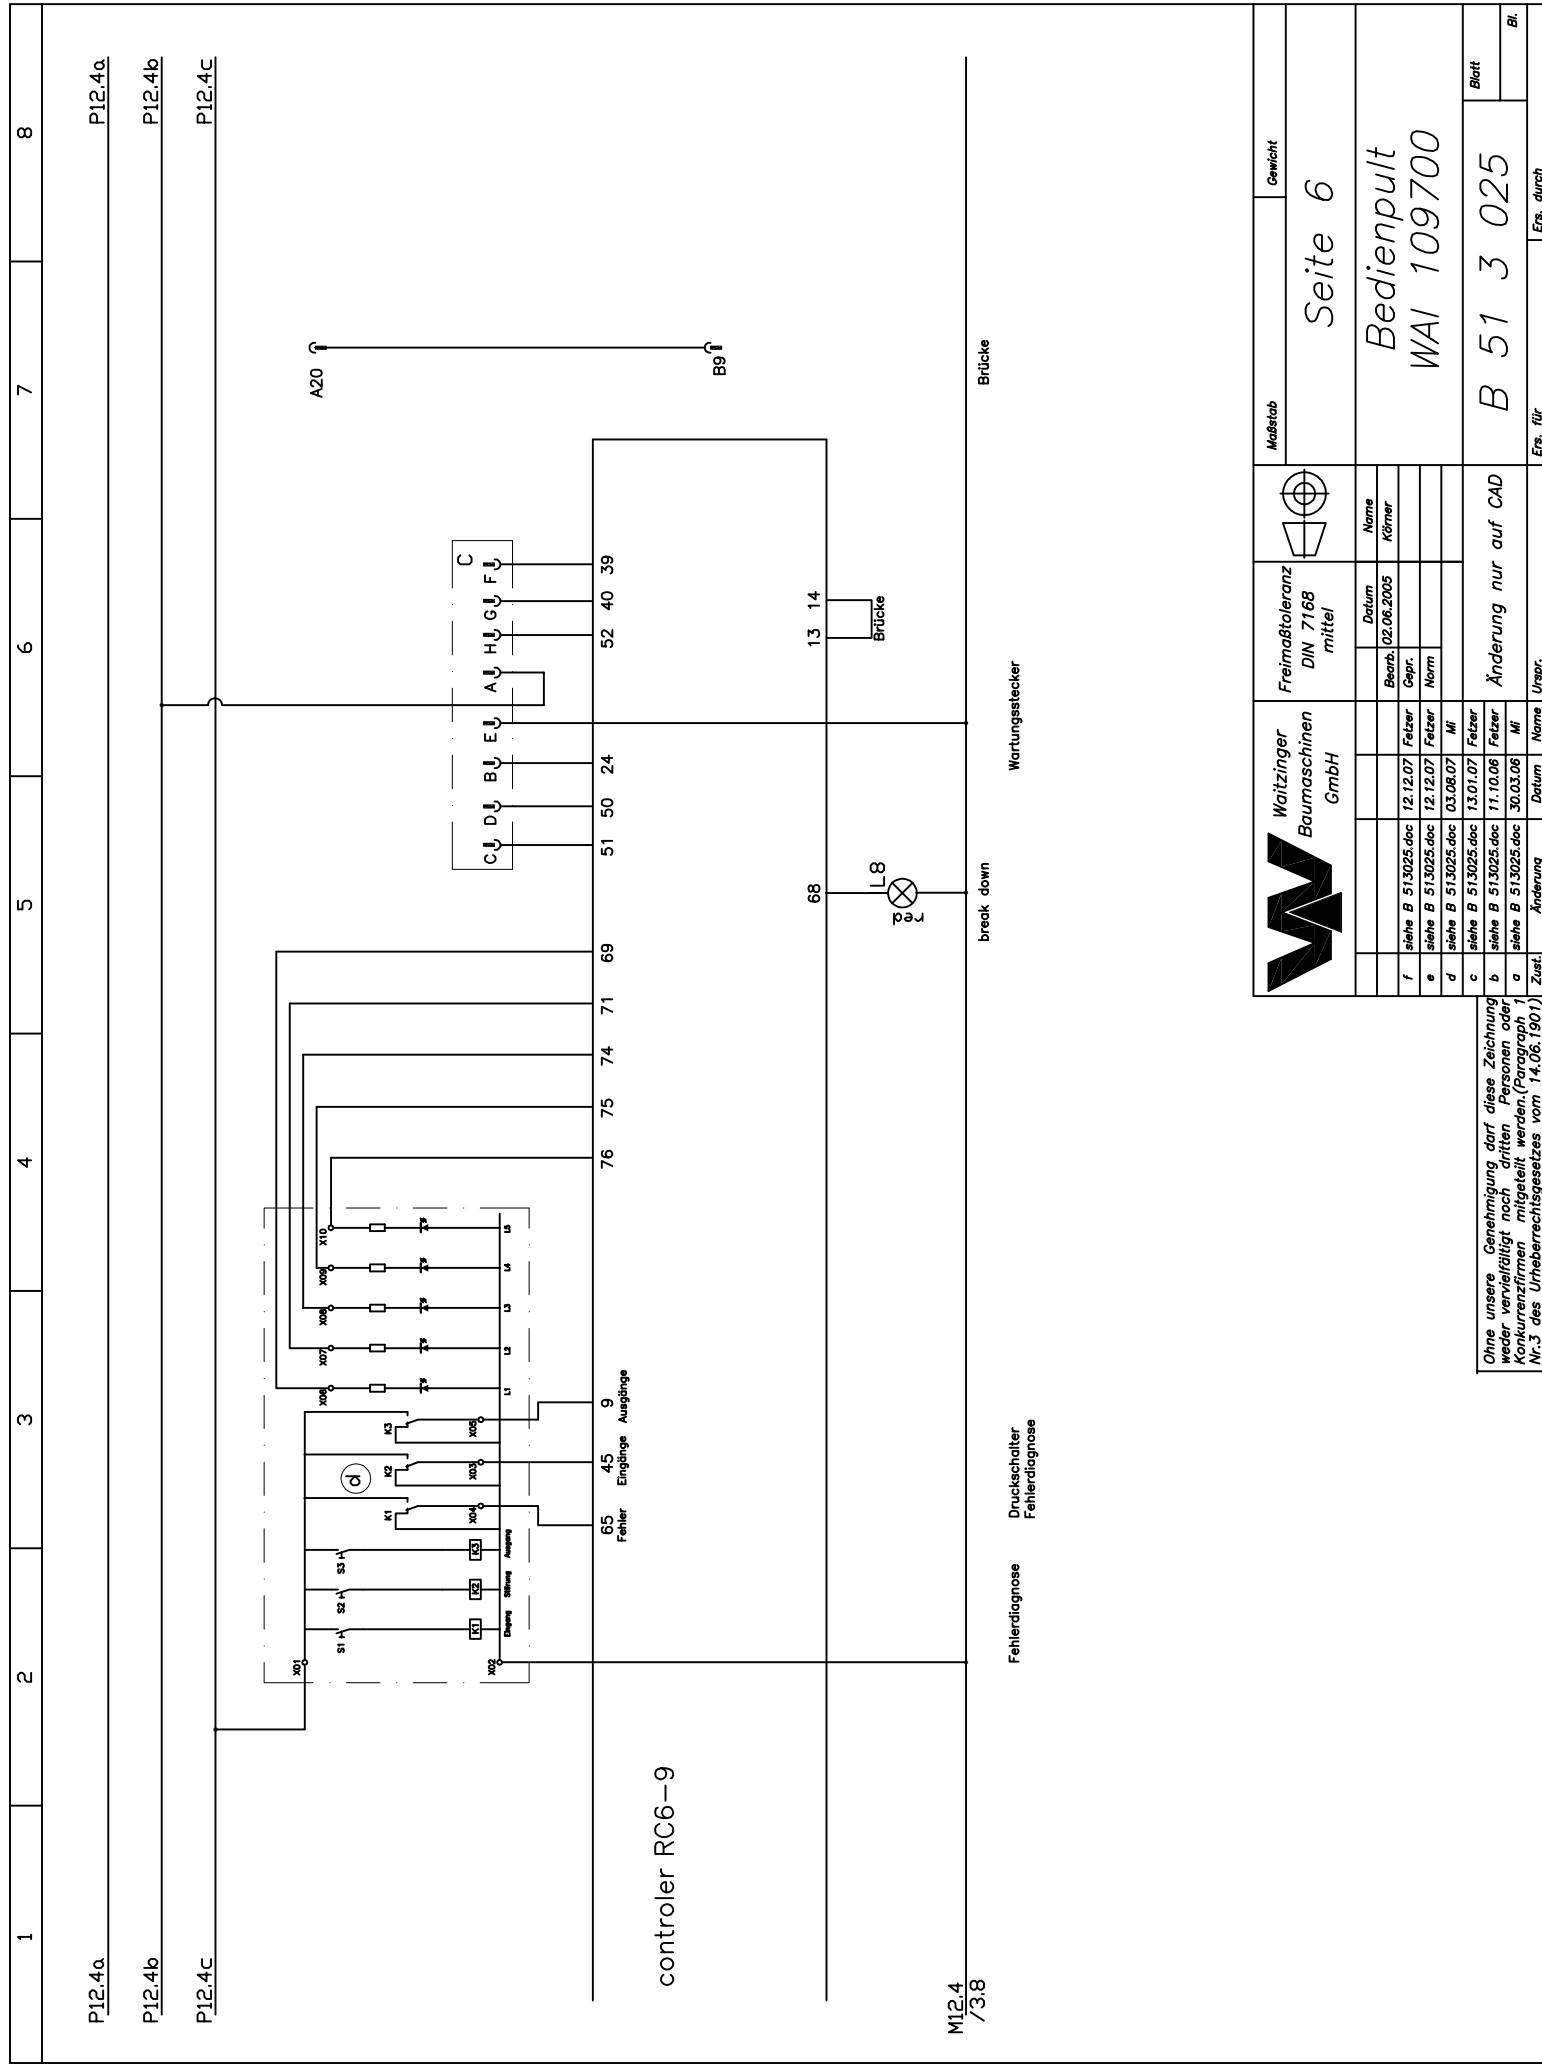 1 2 3 4 5 6 7 8
P12.4a P12.4a
P12.4b P12.4b
P12.4c P12.4c
A20
B9
X01
X02
S1 S2 S3
K1 K2 K3
Eingang Störung Ausgang
d
K1 K2 K3
X04 X03 X05
X06 X07 X08 X09 X10
L1 L2 L3 L4 L5
C
C D B E A H G F
65 45 9 76 75 74 71 69 51 50 24 52 40 39
Fehler Eingänge Ausgänge
controler RC6-9
68 13 14
Brücke
L8
red
M12.4
/3.8
Fehlerdiagnose
Druckschalter
Fehlerdiagnose
break down
Wartungsstecker
Brücke
Waitzinger
Baumaschinen
GmbH
Freimaßtoleranz
DIN 7168
mittel
Maßstab
Gewicht
Seite 6
Datum Name
Bearb. 02.06.2005 Körner
Gepr.
Norm
Bedienpult
WAI 109700
f siehe B 513025.doc 12.12.07 Fetzer
e siehe B 513025.doc 12.12.07 Fetzer
d siehe B 513025.doc 03.08.07 Mi
c siehe B 513025.doc 13.01.07 Fetzer
b siehe B 513025.doc 11.10.06 Fetzer
a siehe B 513025.doc 30.03.06 Mi
Zust. Änderung Datum Name Urspr.
Änderung nur auf CAD
B 51 3 025
Blatt
Bl.
Ers. für
Ers. durch
Ohne unsere Genehmigung darf diese Zeichnung
weder vervielfältigt noch dritten Personen oder
Konkurrenzfirmen mitgeteilt werden.(Paragraph 1
Nr.3 des Urheberrechtsgesetzes vom 14.06.1901)